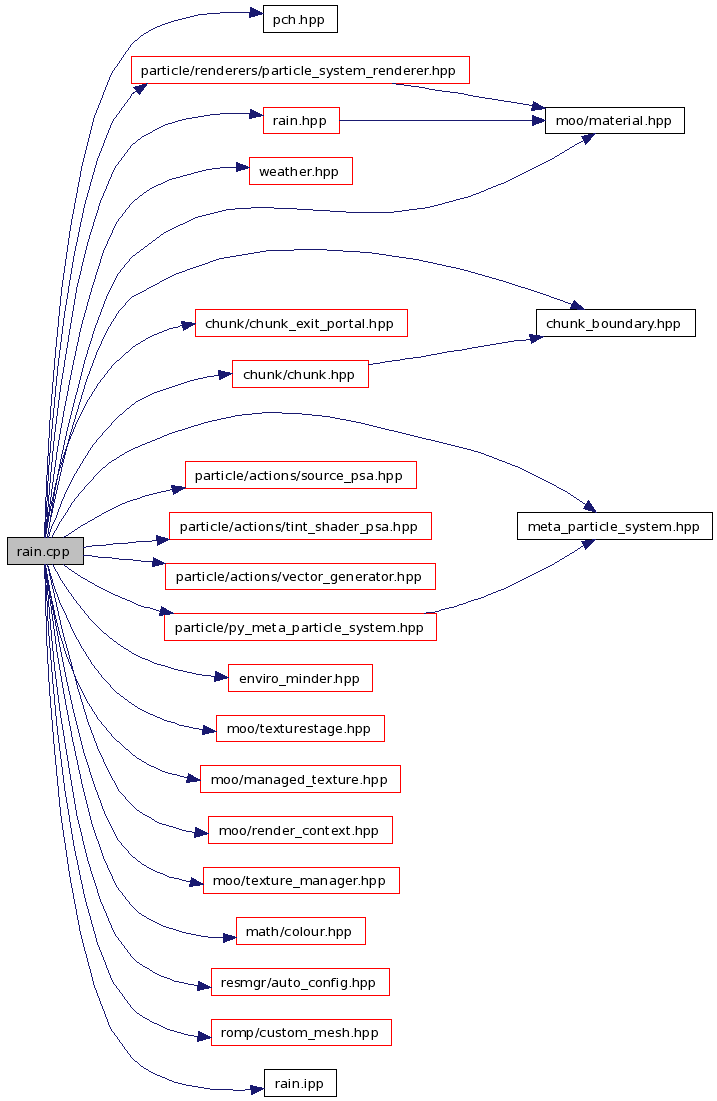 pch.hpp
particle/renderers/particle_system_renderer.hpp
rain.hpp
moo/material.hpp
weather.hpp
chunk/chunk_exit_portal.hpp
chunk_boundary.hpp
chunk/chunk.hpp
particle/actions/source_psa.hpp
particle/actions/tint_shader_psa.hpp
meta_particle_system.hpp
rain.cpp
particle/actions/vector_generator.hpp
particle/py_meta_particle_system.hpp
enviro_minder.hpp
moo/texturestage.hpp
moo/managed_texture.hpp
moo/render_context.hpp
moo/texture_manager.hpp
math/colour.hpp
resmgr/auto_config.hpp
romp/custom_mesh.hpp
rain.ipp